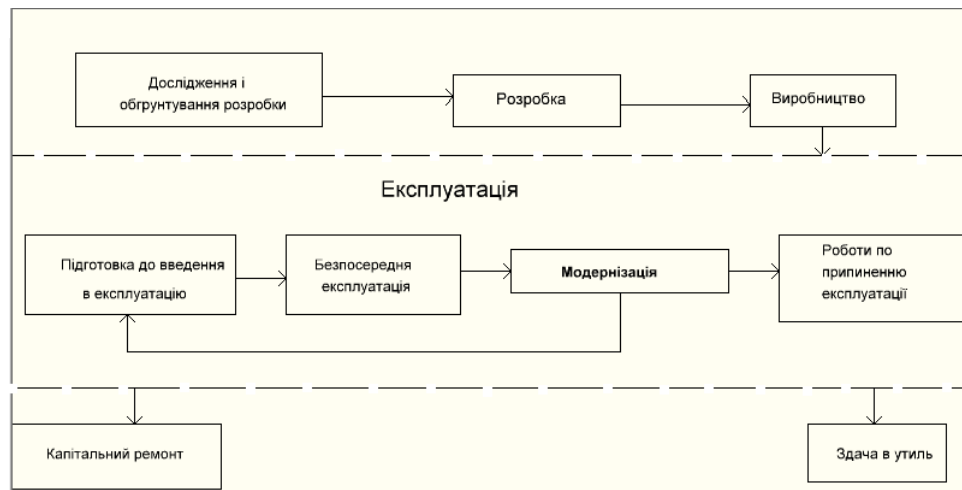 Дослідження і
обгрунтування розробки
Розробка
Виробництво
Експлуатація
Підготовка до введення
в експлуатацію
Безпосередня
експлуатація
Модернізація
Роботи по
припиненню
експлуатації
Капітальний ремонт
Здача в утиль